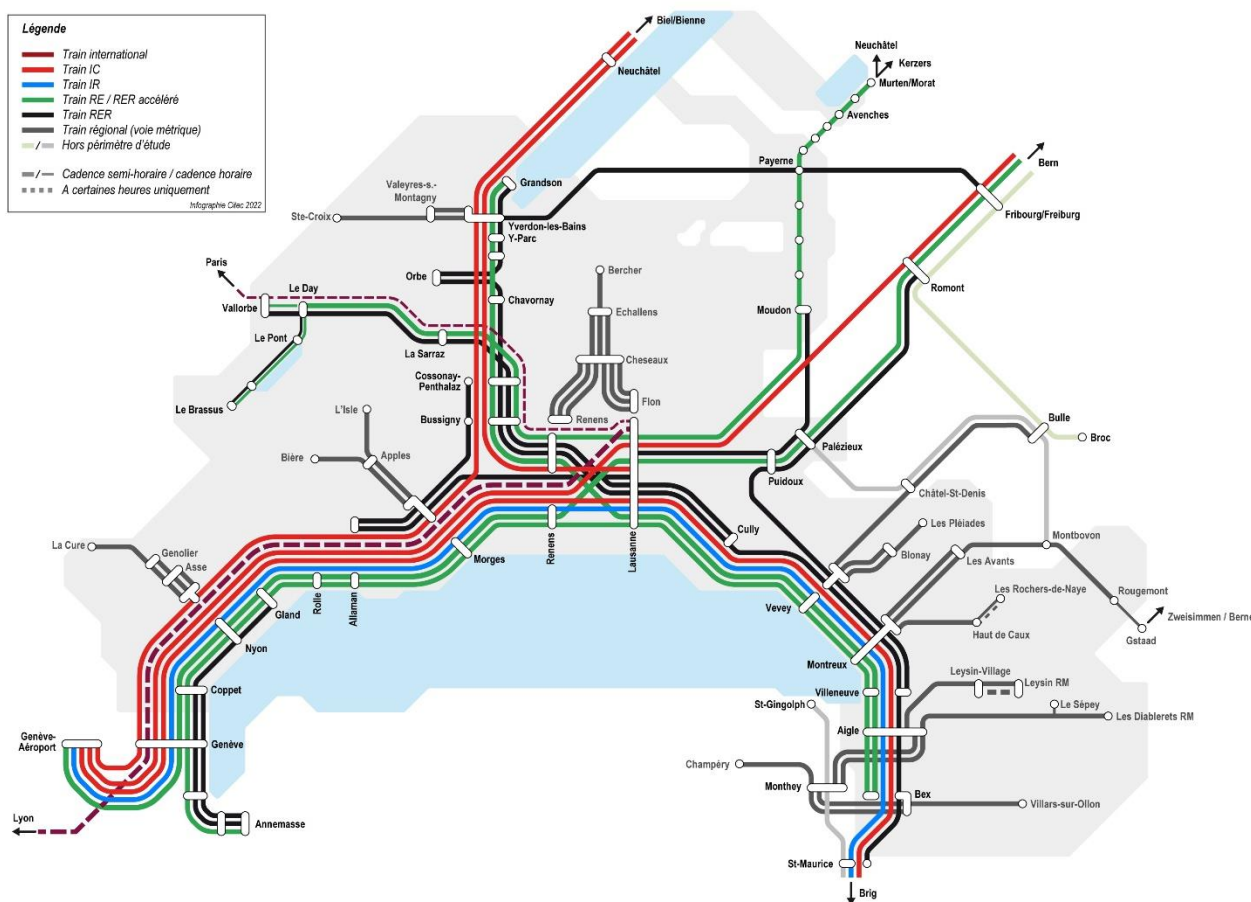 Légende
Train international
Train IC
Train IR
Train RE / RER accéléré
Train RER
Train régional (voie métrique)
/ Hors périmètre d'étude
/ Cadence semi-horaire / cadence horaire
A certaines heures uniquement
Infographie Citec 2022
Biel/Bienne
Neuchâtel
Neuchâtel
Kerzers
Murten/Morat
Avenches
Payerne
Bern
Grandson
Valeyres-s.-
Montagny
Ste-Croix
Yverdon-les-Bains
Y-Parc
Fribourg/Freiburg
Paris
Orbe
Bercher
Le Day
Vallorbe
Chavornay
Romont
Echallens
Moudon
Le Pont
La Sarraz
Cheseaux
Cossonay-
Penthalaz
Le Brassus
Flon
L'Isle
Bussigny
Renens
Bulle
Broc
Palézieux
Bière
Apples
Puidoux
Châtel-St-Denis
Les Pléiades
Cully
La Cure
Genolier
Asse
Morges
Renens
Lausanne
Blonay
Les Avants
Montbovon
Rolle
Allaman
Gland
Vevey
Les Rochers-de-Naye
Rougemont
Zweisimmen / Berne
Gstaad
Haut de Caux
Nyon
Montreux
Leysin-Village
Leysin RM
Coppet
Villeneuve
St-Gingolph
Le Sépey
Les Diablerets RM
Genève-
Aéroport
Genève
Aigle
Champéry
Monthey
Bex
Villars-sur-Ollon
Lyon
Annemasse
St-Maurice
Brig